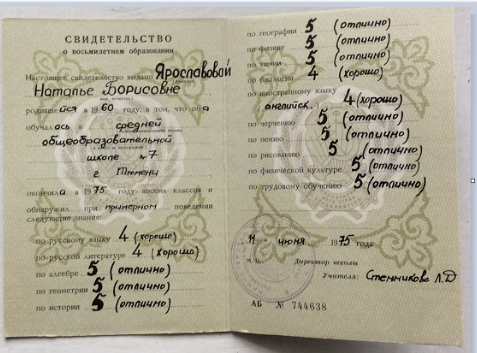 СВИДЕТЕЛЬСТВО
о восьмилетнем образовании
Настоящее свидетельство выдано Ярославовой
Наталье Борисовне
родившейся в 1960 году, в том, что она
обучалась в средней
общеобразовательной
школе № 7
г Тюмени
окончила в 1975 году восемь классов и
обнаружил при примерном поведении
следующие знания:
по русскому языку 4 (хорошо)
по русской литературе 4 (хорошо)
по алгебре 5 (отлично)
по геометрии 5 (отлично)
по истории 5 (отлично)
по географии 5 (отлично)
по физике 5 (отлично)
по химии 5 (отлично)
по биологии 4 (хорошо)
по иностранному языку
английск. 4 (хорошо)
по черчению 5 (отлично)
по пению 5 (отлично)
по рисованию 5 (отлично)
по физической культуре 5 (отлично)
по трудовому обучению 5 (отлично)
11 - июня 1975 года
М. П.
Директор школы
Учителя: Стенникова Л.Д
АБ № 744638